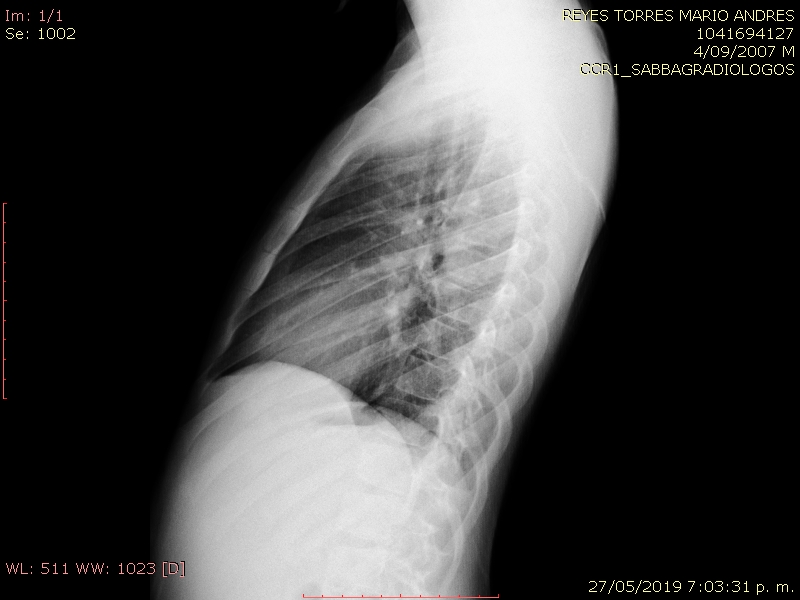 Im: 1/1
Se: 1002
REYES TORRES MARIO ANDRES
1041694127
4/09/2007 M
CCR1_SABBAGRADIOLOGOS
WL: 511 WW: 1023 [D]
27/05/2019 7:03:31 p. m.